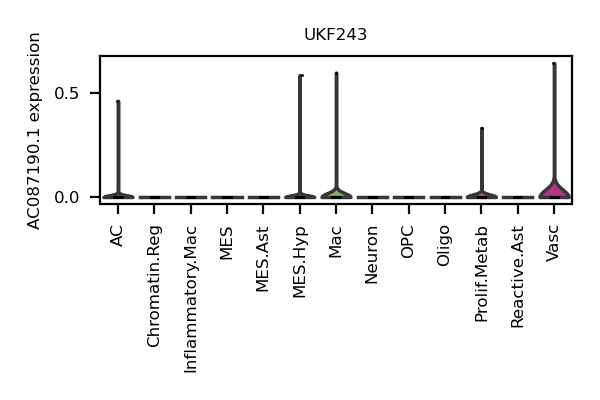 UKF243
AC087190.1 expression
0.5
0.0
AC
Chromatin.Reg
Inflammatory.Mac
MES
MES.Ast
MES.Hyp
Mac
Neuron
OPC
Oligo
Prolif.Metab
Reactive.Ast
Vasc